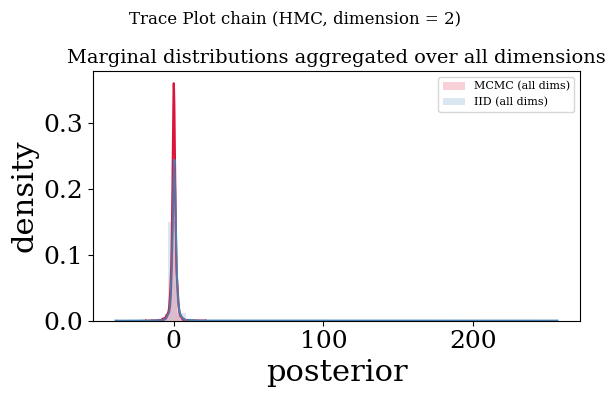 Trace Plot chain (HMC, dimension = 2)
Marginal distributions aggregated over all dimensions
MCMC (all dims)
IID (all dims)
density
0.3
0.2
0.1
0.0
0
100
200
posterior